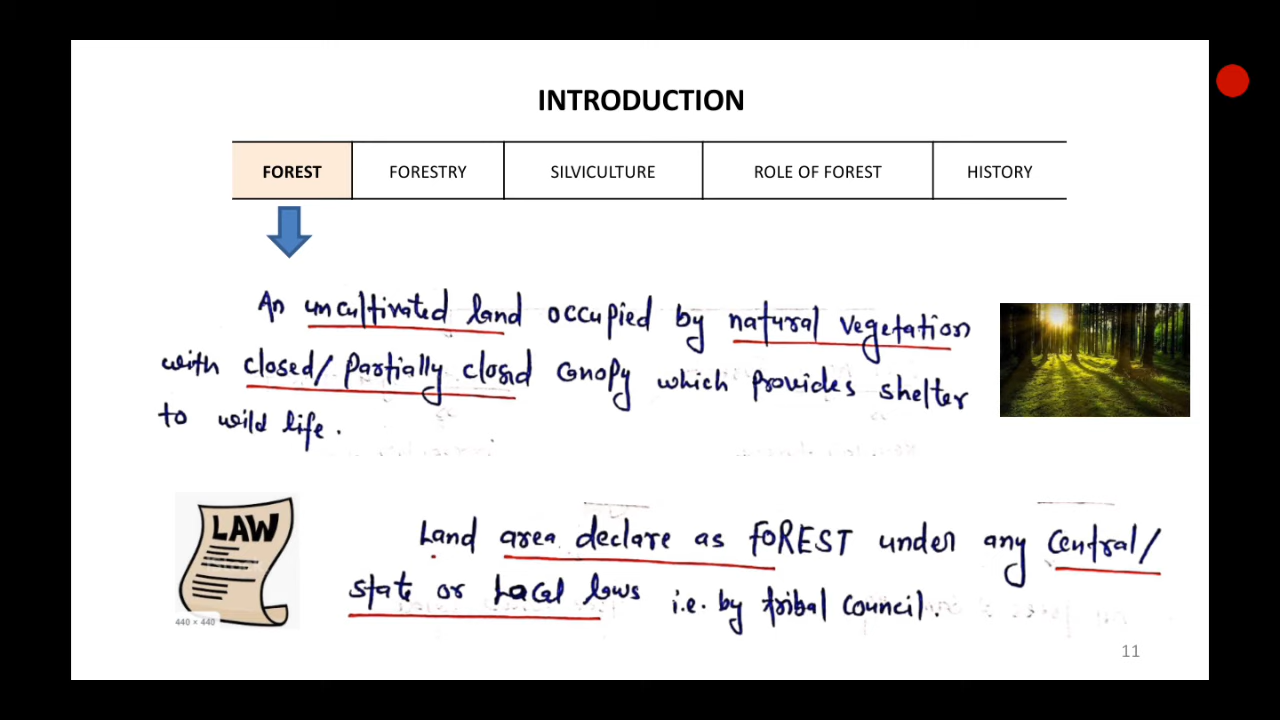 INTRODUCTION
FOREST FORESTRY SILVICULTURE ROLE OF FOREST HISTORY
An uncultivated land occupied by natural vegetation
with closed/ Partially closed Canopy which provides shelter
to wild life.
LAW
Land area declare as FOREST under any Central/
state or Local laws i.e. by tribal Council.
440 × 440
11